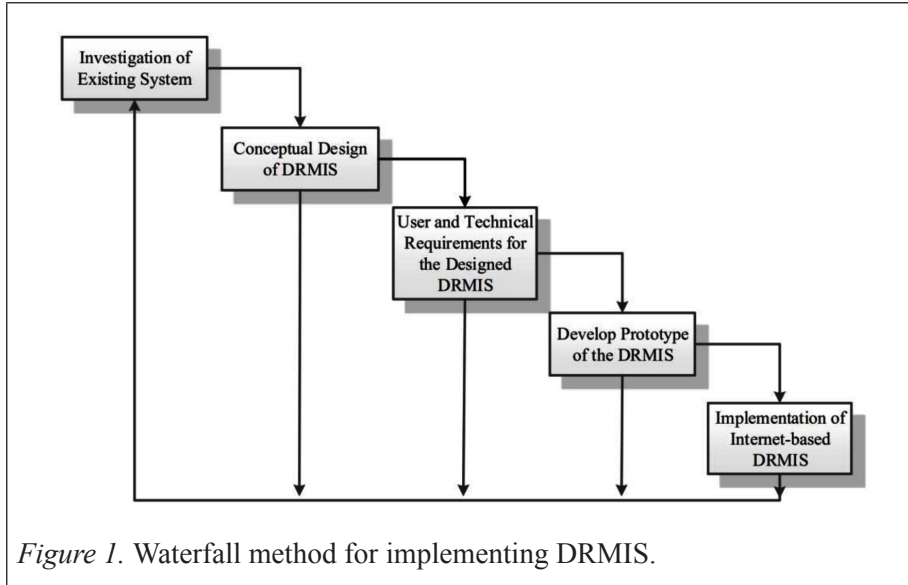 Investigation of
Existing System
Conceptual Design
of DRMIS
User and Technical
Requirements for
the Designed
DRMIS
Develop Prototype
of the DRMIS
Implementation of
Internet-based
DRMIS
Figure 1. Waterfall method for implementing DRMIS.